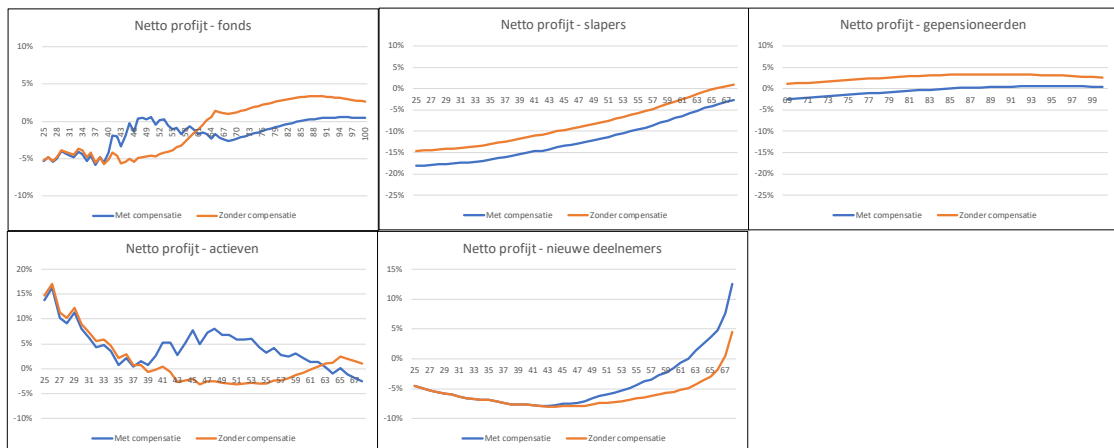 Netto profijt - fonds
10%
5%
0%
-5%
-10%
25 28 31 34 37 40 43 46 49 52 55 58 61 64 67 70 73 76 79 82 85 88 91 94 97 100
Met compensatie
Zonder compensatie
Netto profijt - slapers
10%
5%
0%
-5%
-10%
-15%
-20%
-25%
25 27 29 31 33 35 37 39 41 43 45 47 49 51 53 55 57 59 61 63 65 67
Met compensatie
Zonder compensatie
Netto profijt - gepensioneerden
10%
5%
0%
-5%
-10%
-15%
-20%
-25%
69 71 73 75 77 79 81 83 85 87 89 91 93 95 97 99
Met compensatie
Zonder compensatie
Netto profijt - actieven
20%
15%
10%
5%
0%
-5%
-10%
25 27 29 31 33 35 37 39 41 43 45 47 49 51 53 55 57 59 61 63 65 67
Met compensatie
Zonder compensatie
Netto profijt - nieuwe deelnemers
15%
10%
5%
0%
-5%
-10%
25 27 29 31 33 35 37 39 41 43 45 47 49 51 53 55 57 59 61 63 65 67
Met compensatie
Zonder compensatie